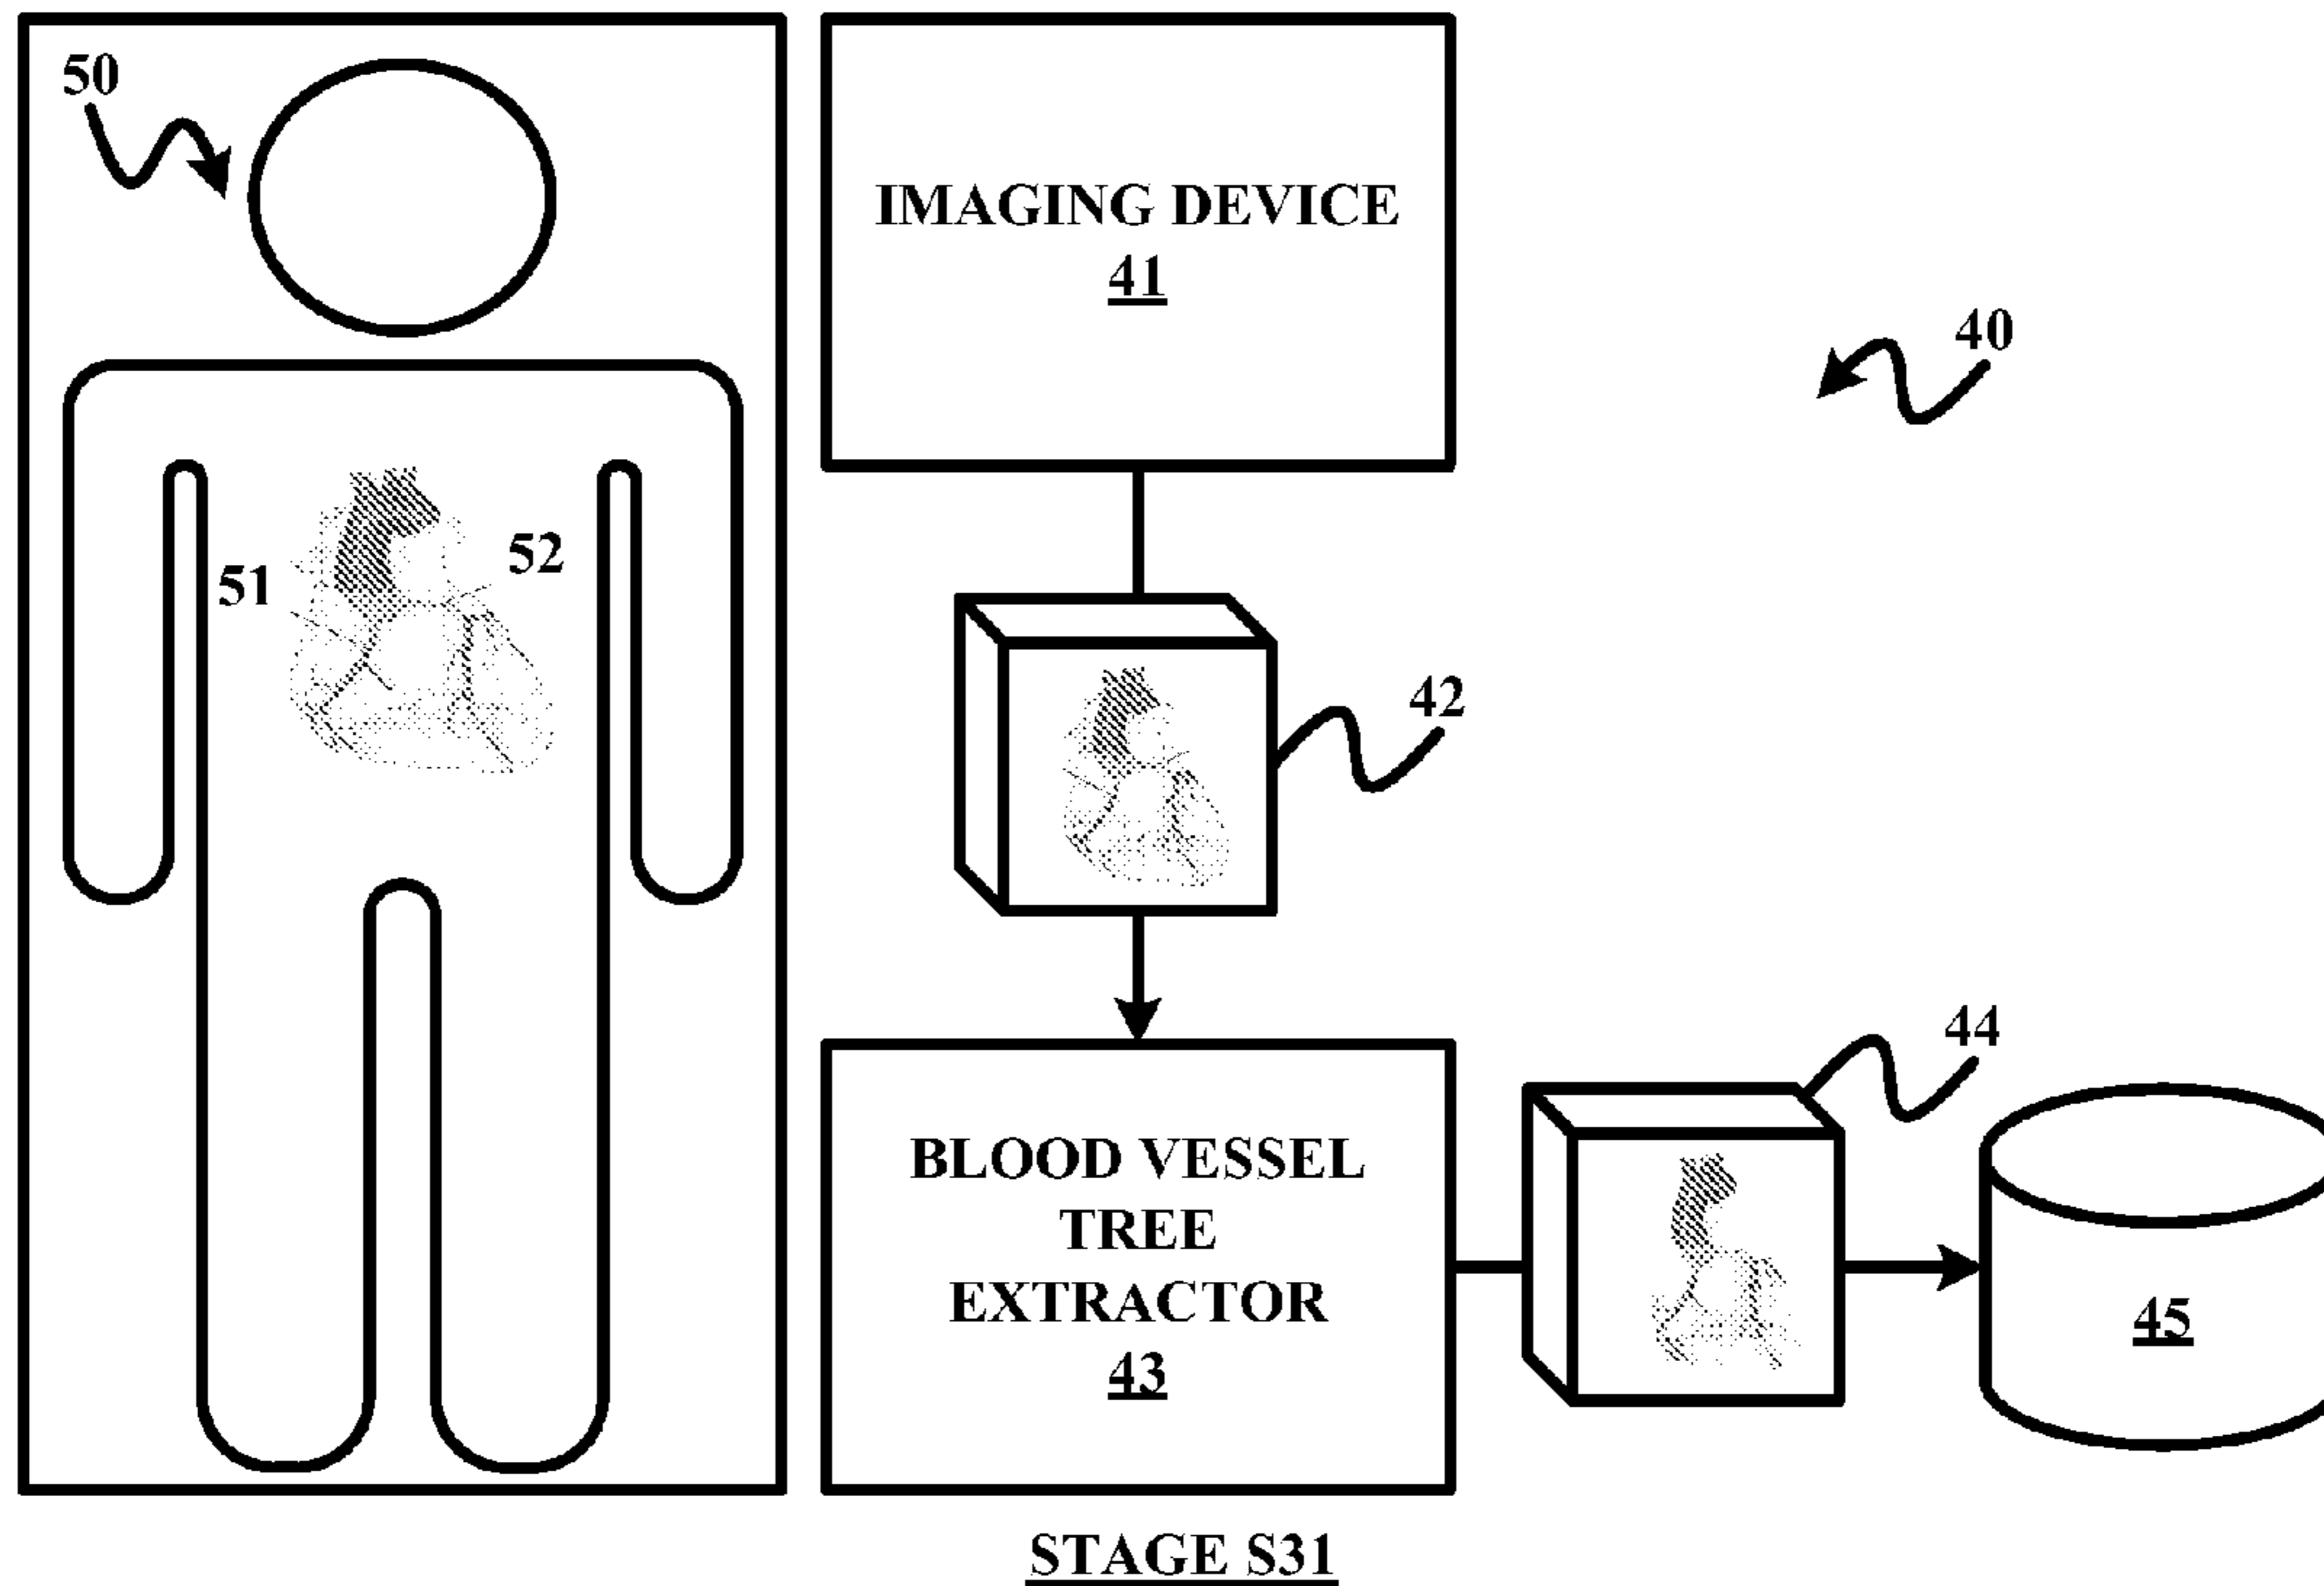 50
IMAGING DEVICE
41
40
51
52
42
44
BLOOD VESSEL
TREE
EXTRACTOR
43
45
STAGE S31